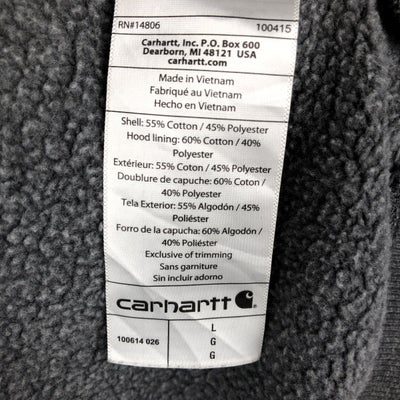 RN#14806 100415
Carhartt, Inc. P.O. Box 600
Dearborn, MI 48121 USA
carhartt.com
Made in Vietnam
Fabriqué au Vietnam
Hecho en Vietnam
Shell: 55% Cotton / 45% Polyester
Hood lining: 60% Cotton / 40%
Polyester
Extérieur: 55% Coton / 45% Polyester
Doublure de capuche: 60% Coton /
40% Polyester
Tela Exterior: 55% Algodón / 45%
Poliéster
Forro de la capucha: 60% Algodón /
40% Poliéster
Exclusive of trimming
Sans garniture
Sin incluir adorno
carhartt
100614 026
L
G
G